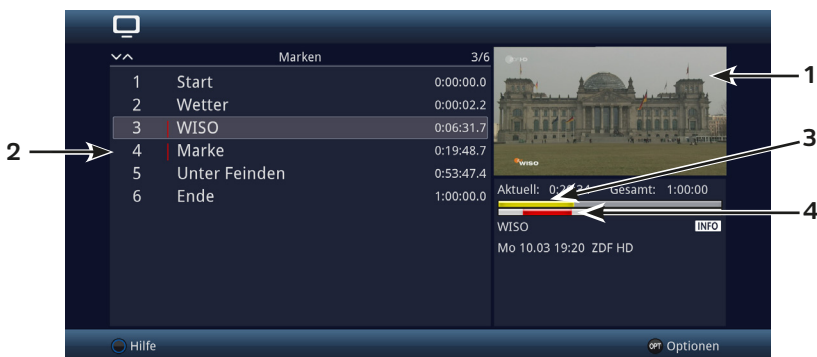 Marken 3/6
1 Start 0:00:00.0
2 Wetter 0:00:02.2
3 WISO 0:06:31.7
4 Marke 0:19:48.7
5 Unter Feinden 0:53:47.4
6 Ende 1:00:00.0
wiso
Aktuell: Gesamt: 1:00:00
WISO INFO
Mo 10.03 19:20 ZDF HD
Hilfe
OPT Optionen
1
2
3
4